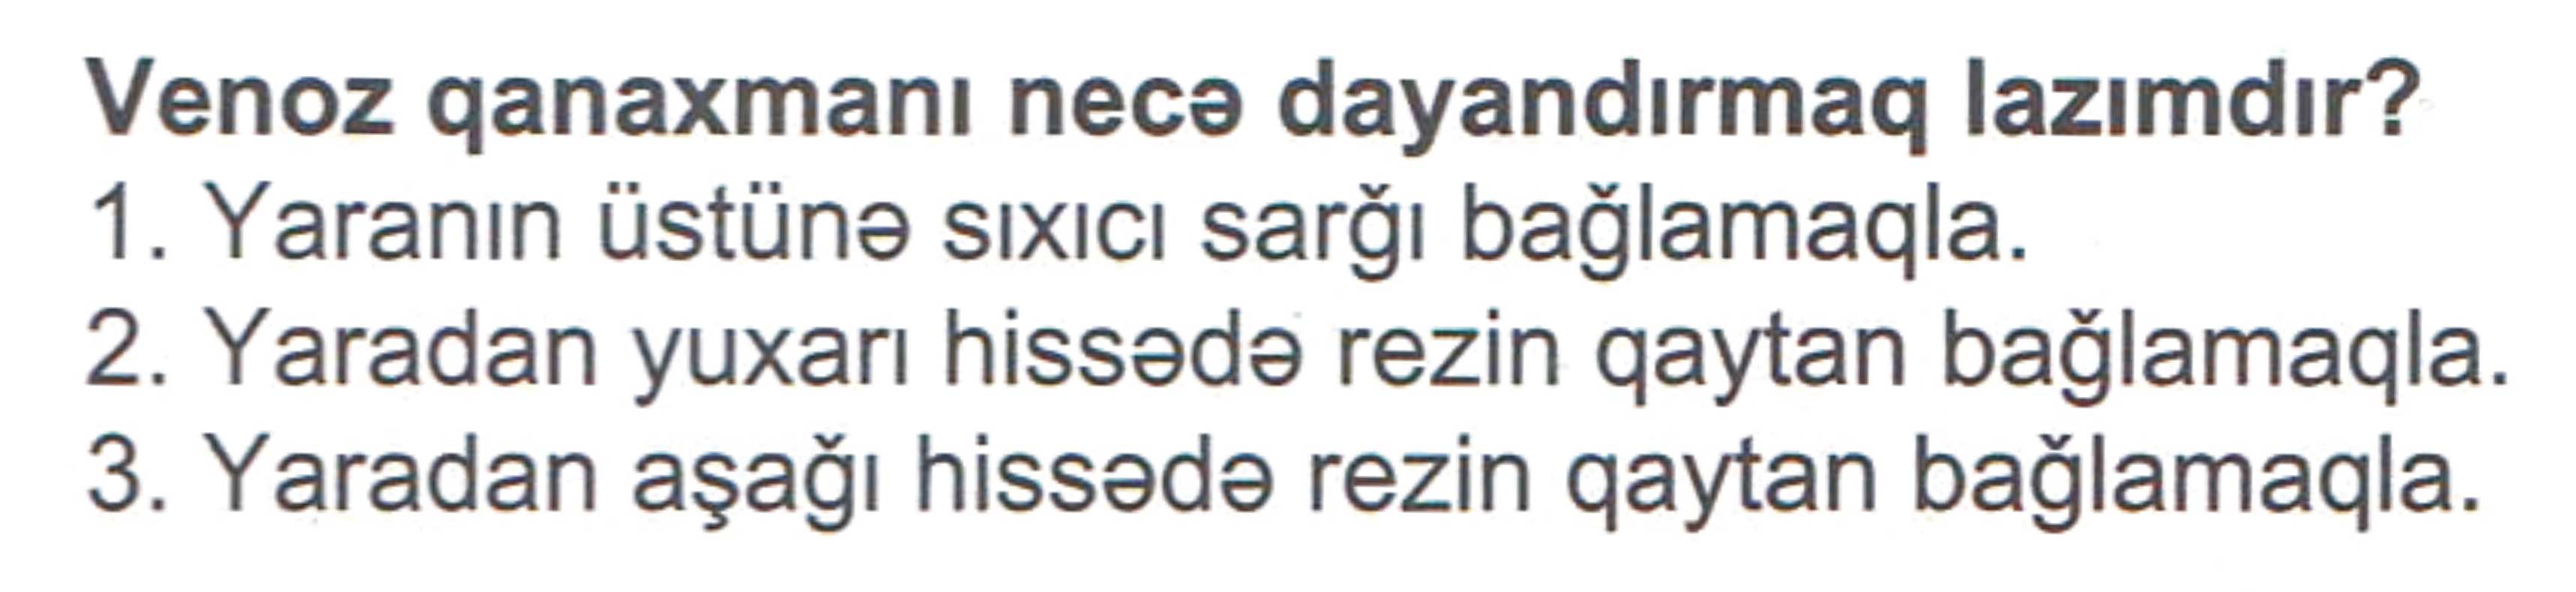 Venoz qanaxmanı necə dayandırmaq lazımdır?
1. Yaranın üstünə sıxıcı sarğı bağlamaqla.
2. Yaradan yuxarı hissədə rezin qaytan bağlamaqla.
3. Yaradan aşağı hissədə rezin qaytan bağlamaqla.